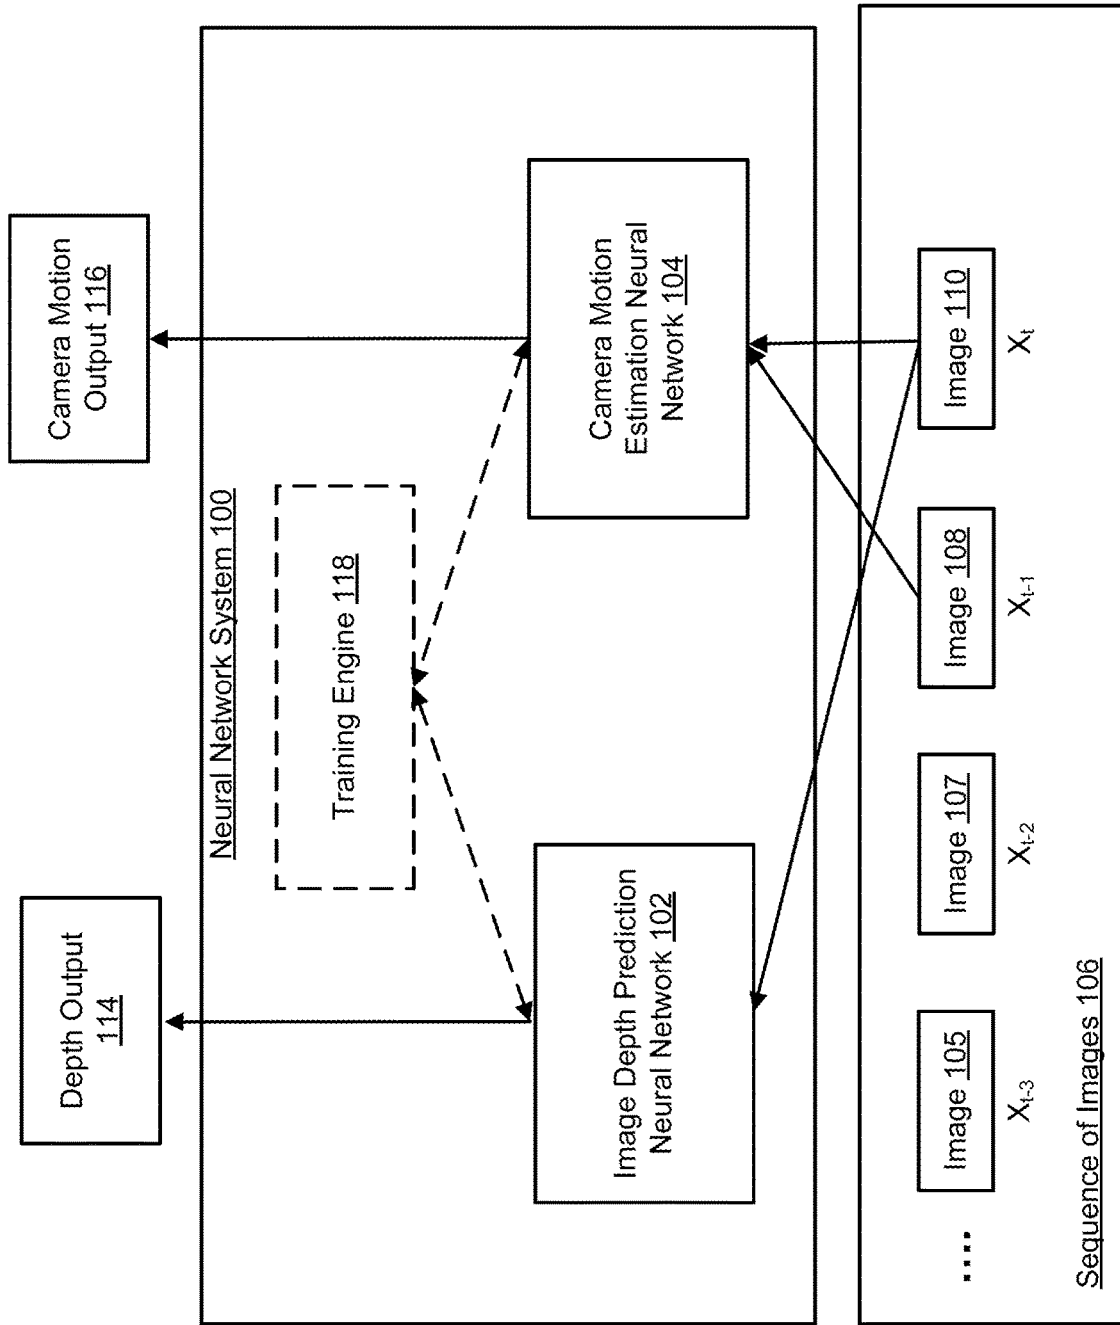 Depth Output
114
Camera Motion
Output 116
Neural Network System 100
Training Engine 118
Image Depth Prediction
Neural Network 102
Camera Motion
Estimation Neural
Network 104
....
Image 105
Image 107
Image 108
Image 110
Xt-3
Xt-2
Xt-1
Xt
Sequence of Images 106